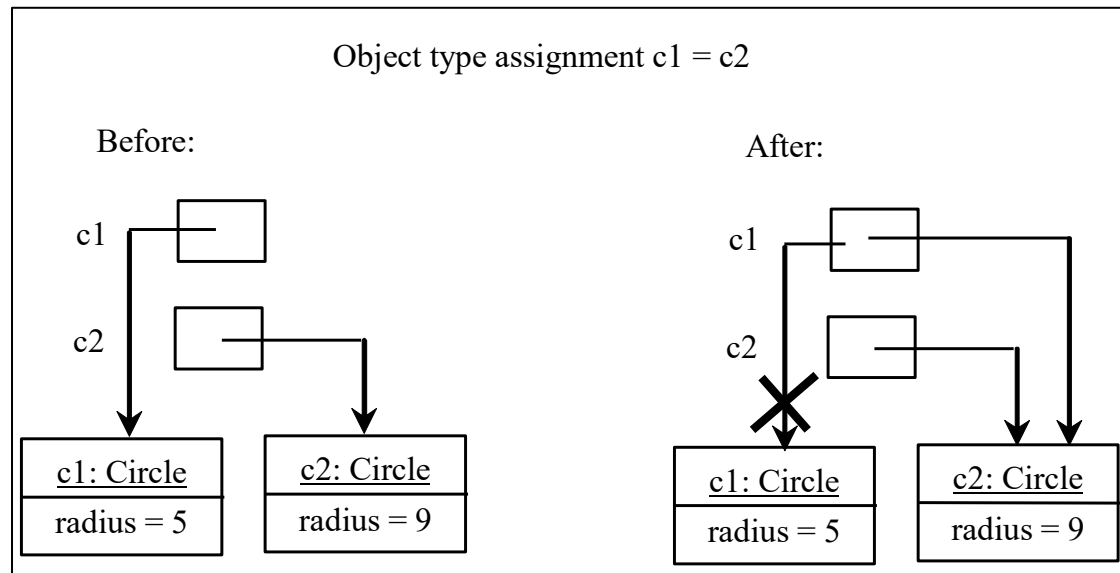 Object type assignment c1 = c2
Before:
c1
c2
c1: Circle
radius = 5
c2: Circle
radius = 9
After:
c1
c2
c1: Circle
radius = 5
c2: Circle
radius = 9